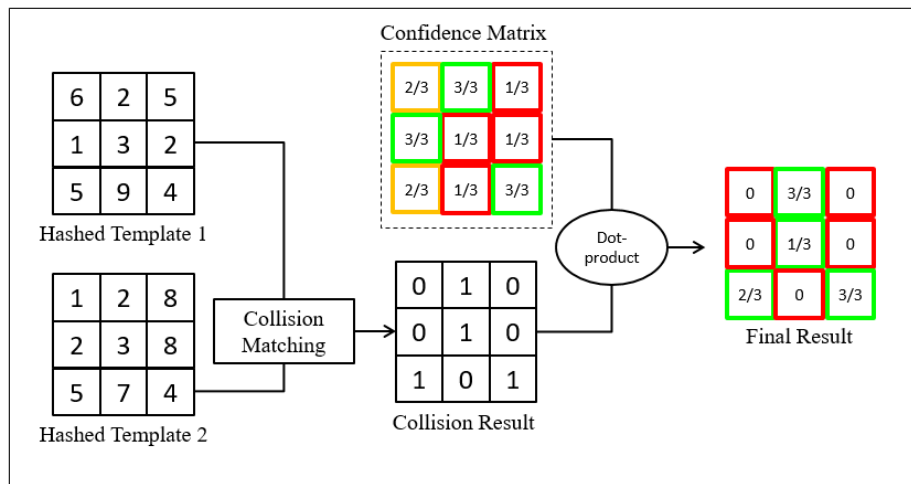 Confidence Matrix
2/3 3/3 1/3
3/3 1/3 1/3
2/3 1/3 3/3
6 2 5
1 3 2
5 9 4
Hashed Template 1
1 2 8
2 3 8
5 7 4
Hashed Template 2
Collision
Matching
0 1 0
0 1 0
1 0 1
Collision Result
Dot-
product
0 3/3 0
0 1/3 0
2/3 0 3/3
Final Result